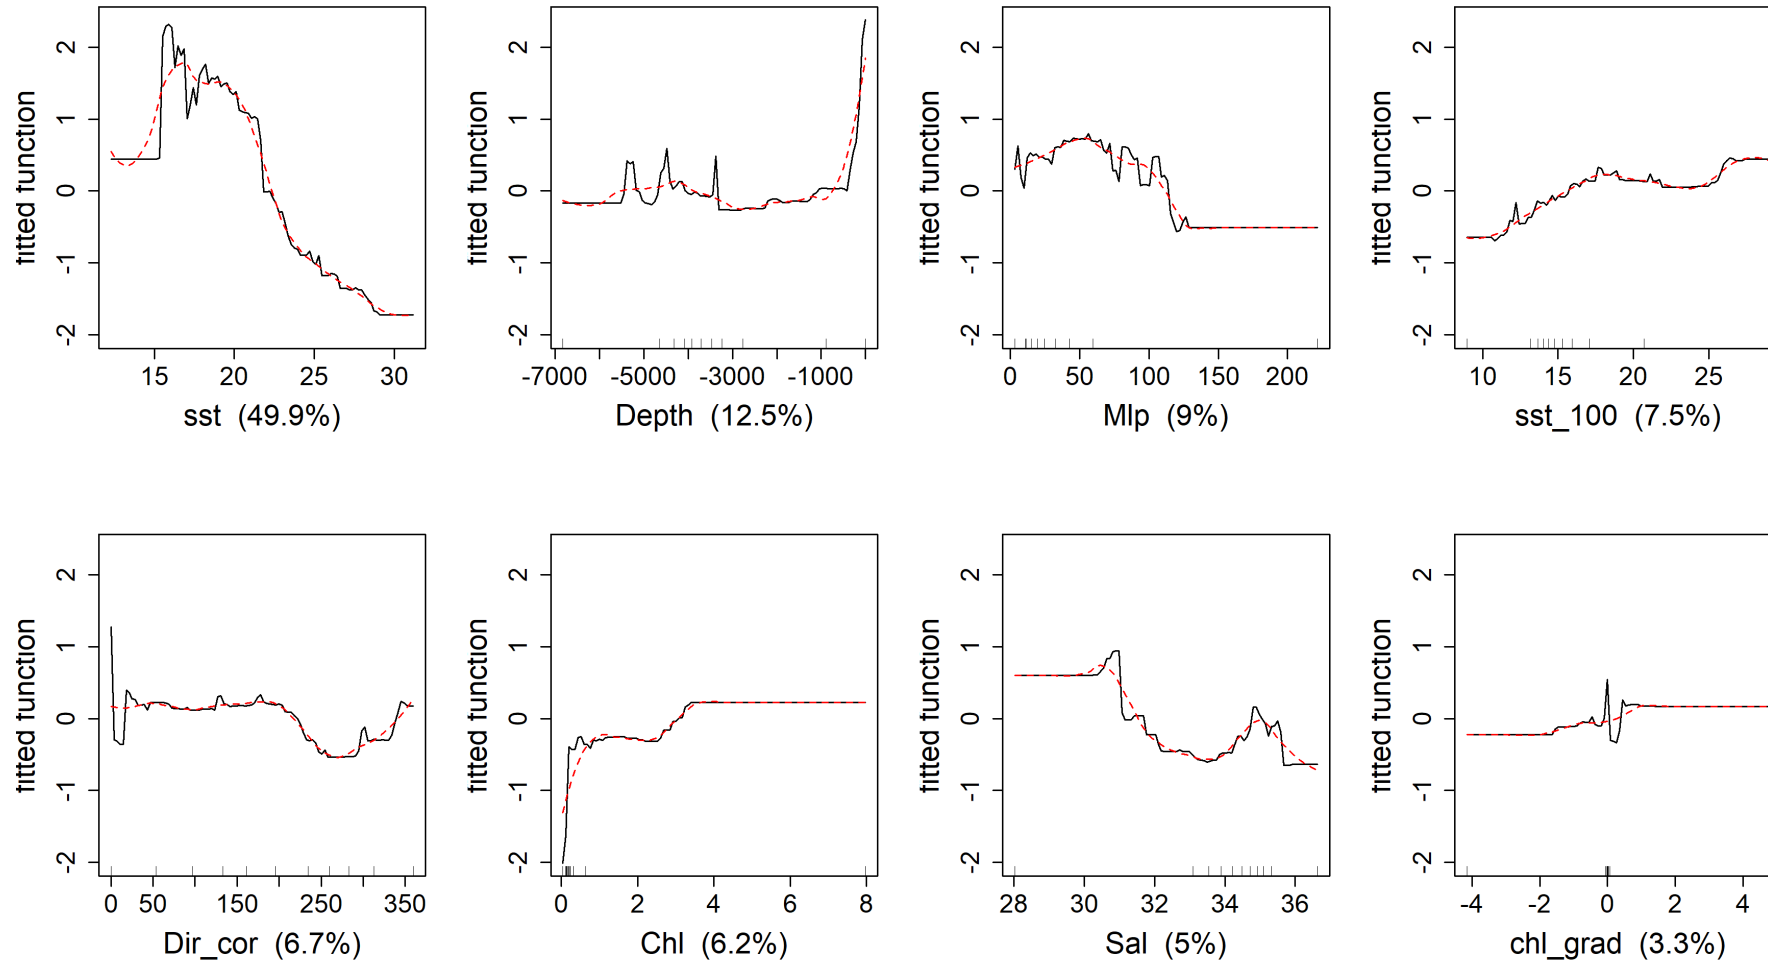 fitted function
2
1
0
-1
-2
15 20 25 30
sst (49.9%)
fitted function
2
1
0
-1
-2
-7000 -5000 -3000 -1000
Depth (12.5%)
fitted function
2
1
0
-1
-2
0 50 100 150 200
Mlp (9%)
fitted function
2
1
0
-1
-2
10 15 20 25
sst_100 (7.5%)
fitted function
2
1
0
-1
-2
0 50 150 250 350
Dir_cor (6.7%)
fitted function
2
1
0
-1
-2
0 2 4 6 8
Chl (6.2%)
fitted function
2
1
0
-1
-2
28 30 32 34 36
Sal (5%)
fitted function
2
1
0
-1
-2
-4 -2 0 2 4
chl_grad (3.3%)